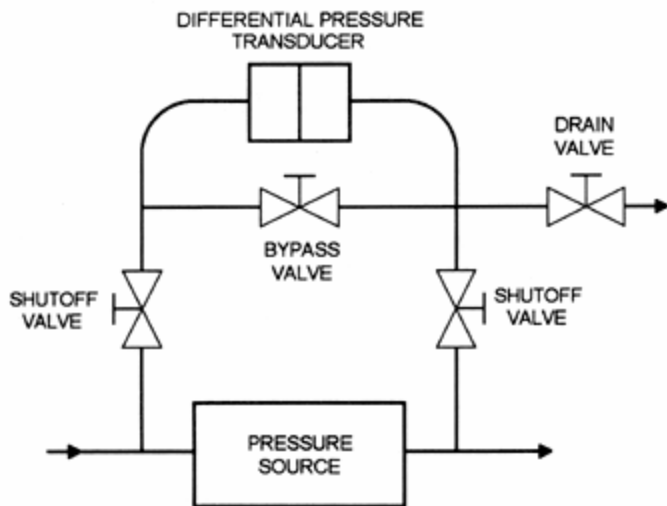 DIFFERENTIAL PRESSURE
TRANSDUCER
DRAIN
VALVE
BYPASS
VALVE
SHUTOFF
VALVE
SHUTOFF
VALVE
PRESSURE
SOURCE